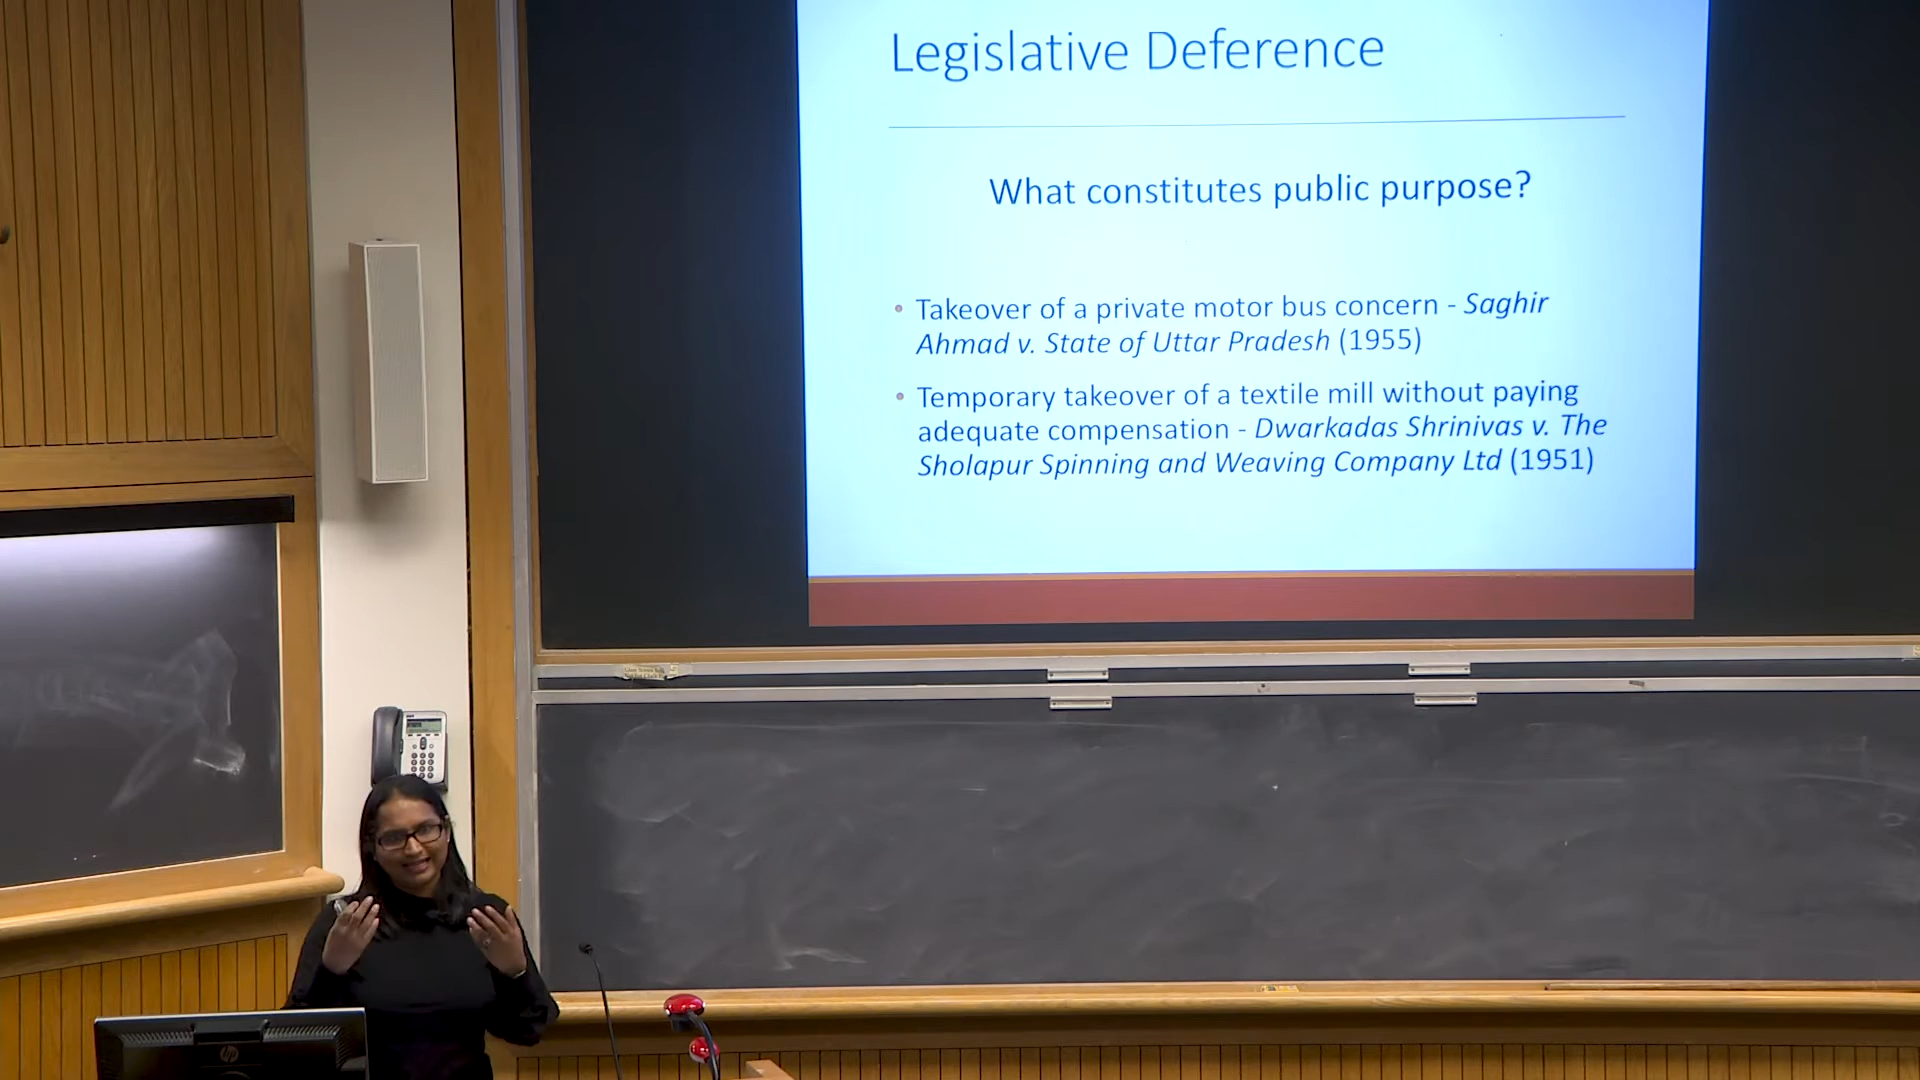 Legislative Deference
What constitutes public purpose?
• Takeover of a private motor bus concern - Saghir
Ahmad v. State of Uttar Pradesh (1955)
• Temporary takeover of a textile mill without paying
adequate compensation - Dwarkadas Shrinivas v. The
Sholapur Spinning and Weaving Company Ltd (1951)
hp